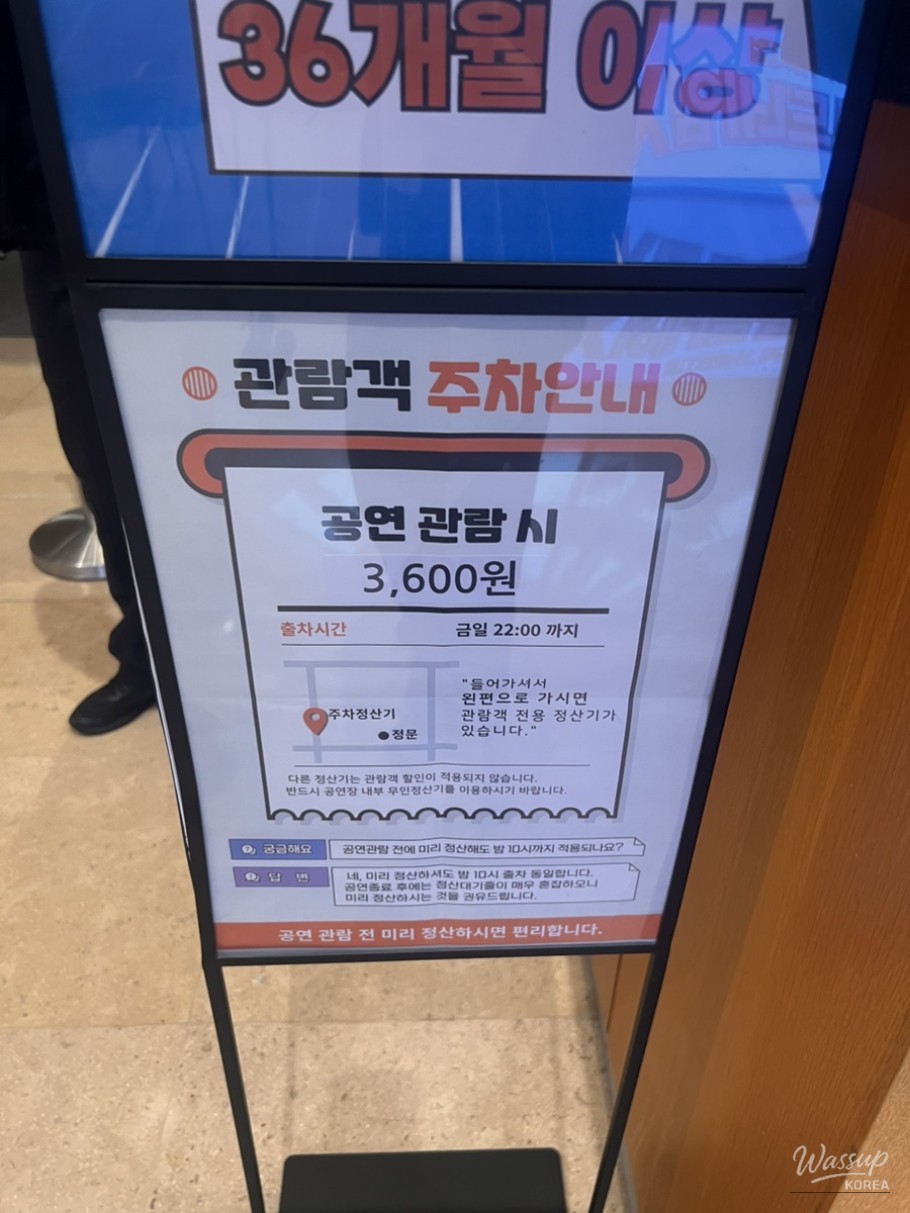 36개월 이상
관람객 주차안내
공연 관람 시
3,600원
출차시간 금일 22:00 까지
"들어가셔서
왼편으로 가시면
관람객 전용 정산기가
있습니다."
주차정산기
정문
다른 정산기는 관람객 할인이 적용되지 않습니다.
반드시 공연장 내부 무인정산기를 이용하시기 바랍니다.
궁금해요 공연관람 전에 미리 정산해도 밤 10시까지 적용되나요?
답 변 네, 미리 정산하셔도 밤 10시 출차 동일합니다.
공연종료 후에는 정산대기줄이 매우 혼잡하오니
미리 정산하시는 것을 권유드립니다.
공연 관람 전 미리 정산하시면 편리합니다.
Wassup
KOREA